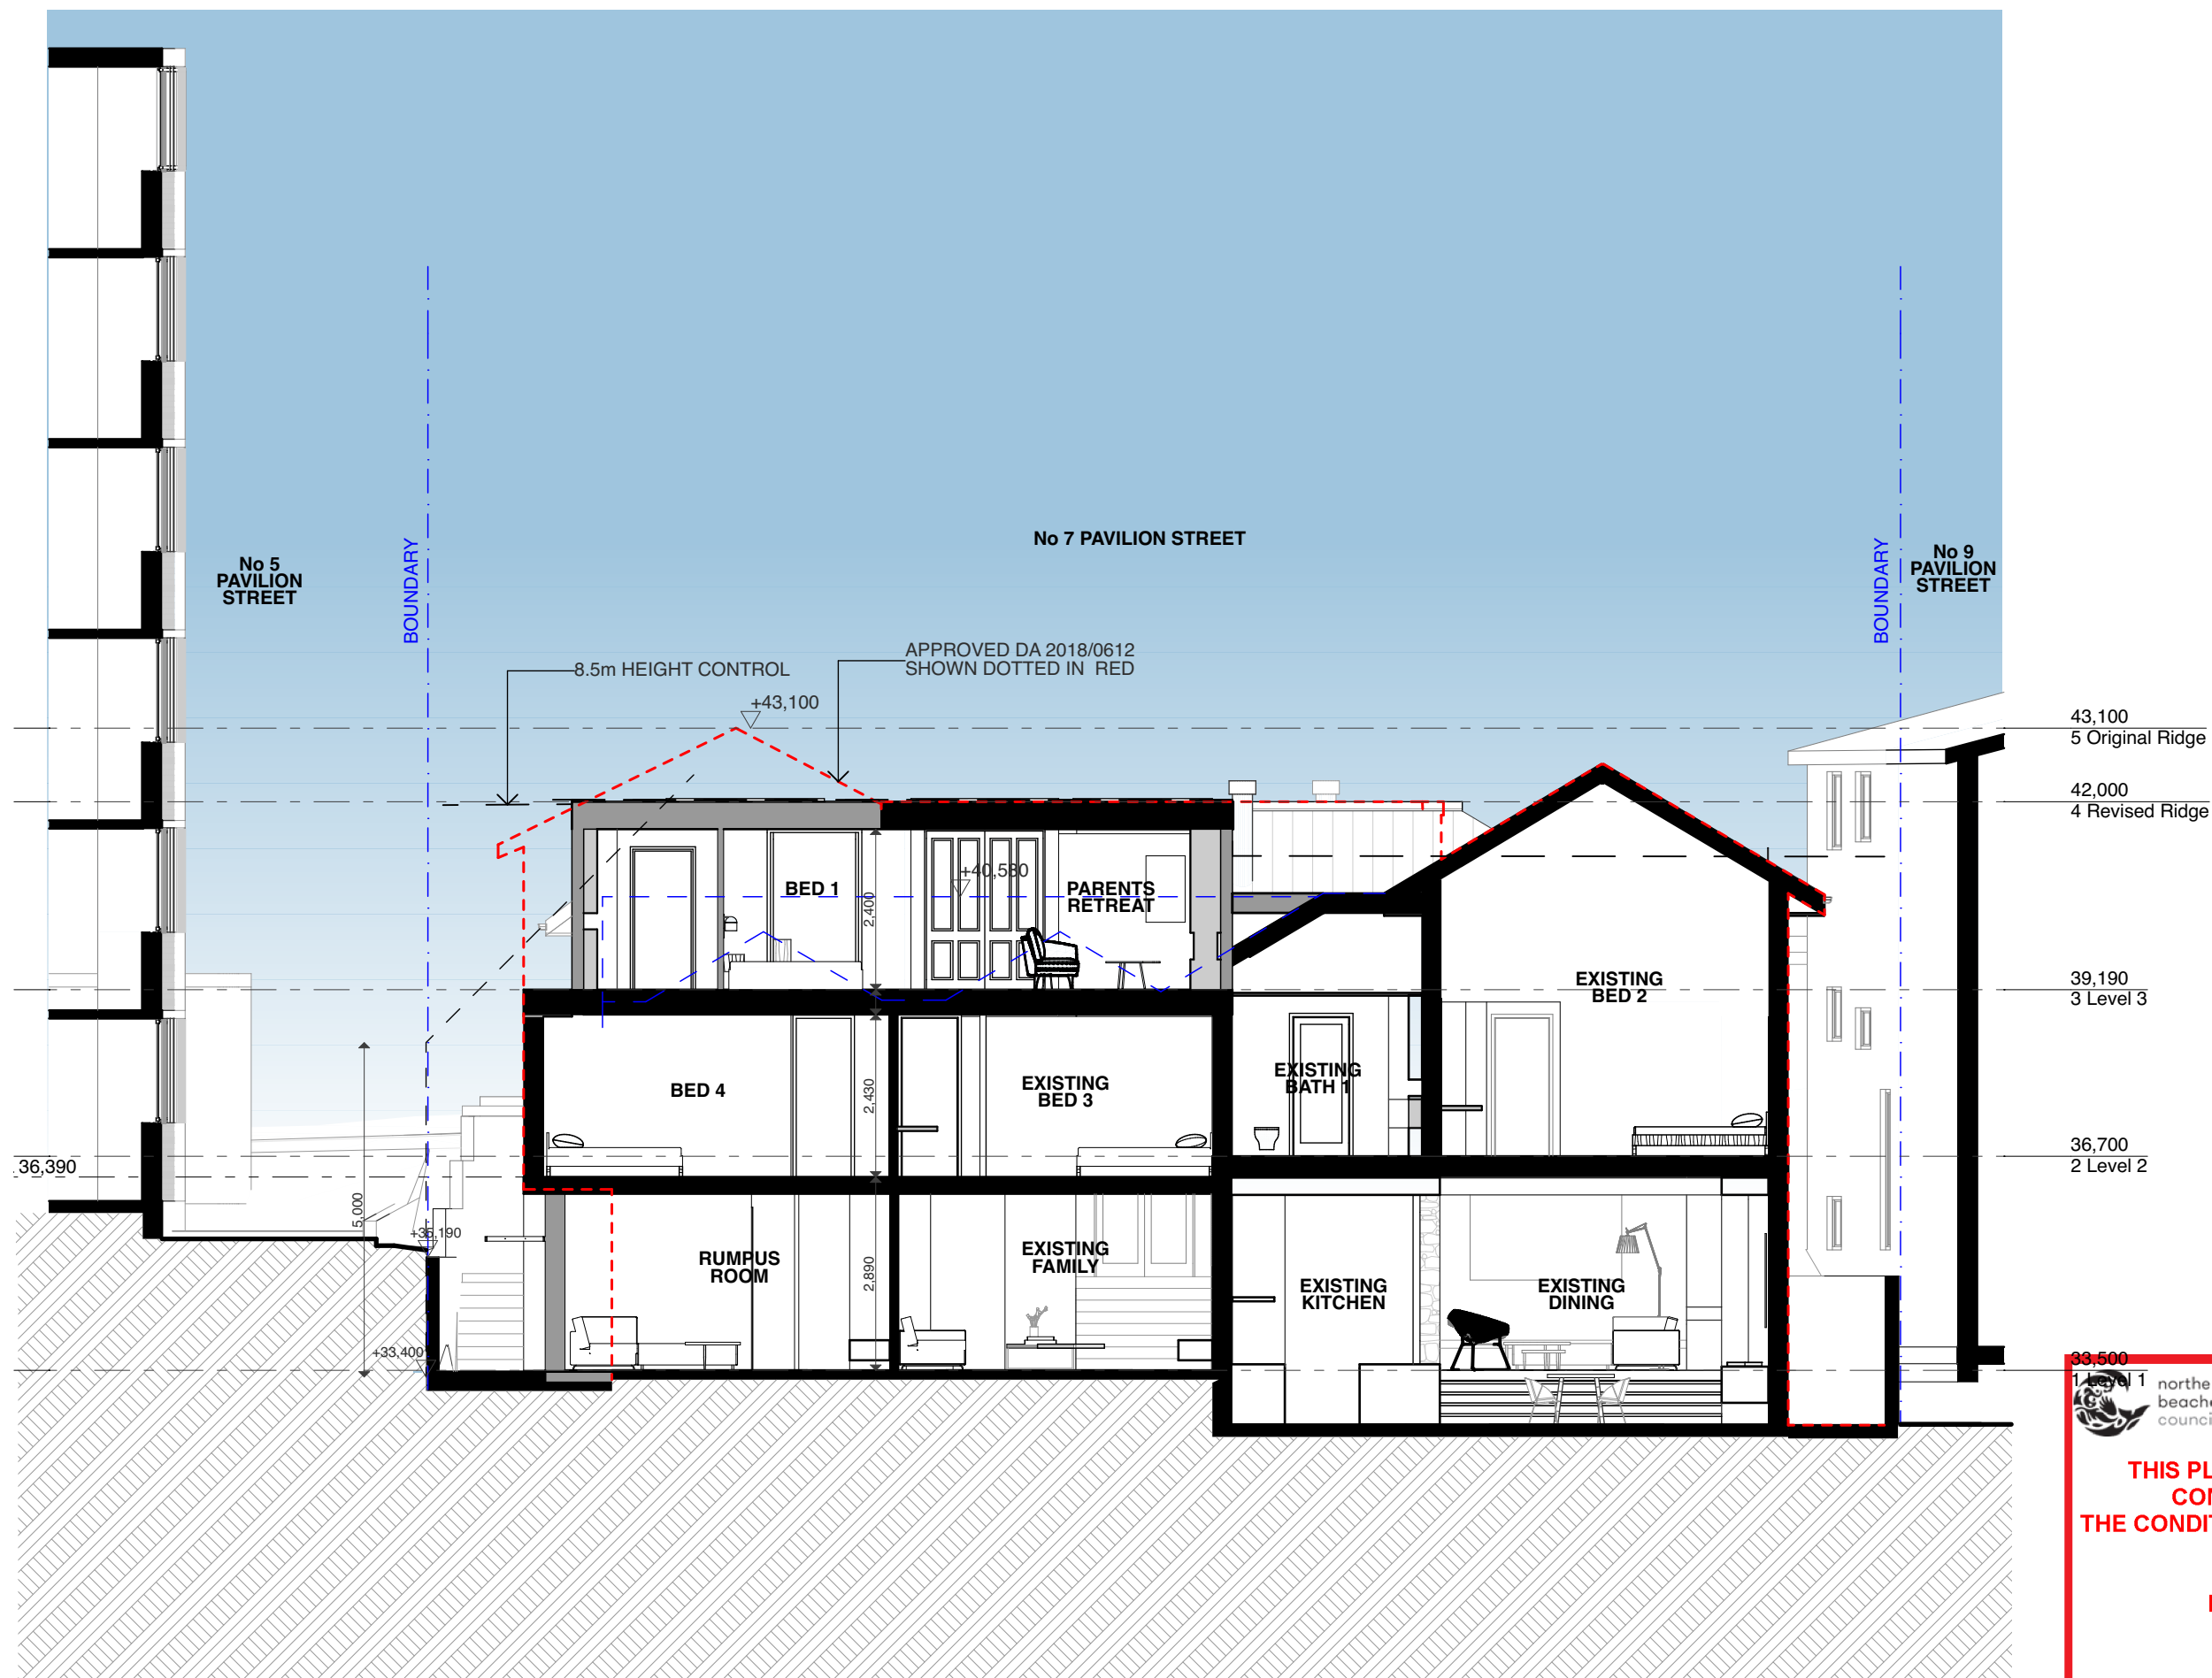 No 7 PAVILION STREET
No 5
PAVILION
STREET
BOUNDARY
BOUNDARY
No 9
PAVILION
STREET
8.5m HEIGHT CONTROL
APPROVED DA 2018/0612
SHOWN DOTTED IN RED
+43,100
43,100
5 Original Ridge
42,000
4 Revised Ridge
BED 1
2,400
+40,580
PARENTS
RETREAT
EXISTING
BED 2
39,190
3 Level 3
BED 4
2,430
EXISTING
BED 3
EXISTING
BATH 1
36,390
36,700
2 Level 2
5,000
+35,190
RUMPUS
ROOM
2,890
EXISTING
FAMILY
EXISTING
KITCHEN
EXISTING
DINING
+33,400
33,500
1 Level 1
northe
beache
counci
THIS PL
CON
THE CONDIT